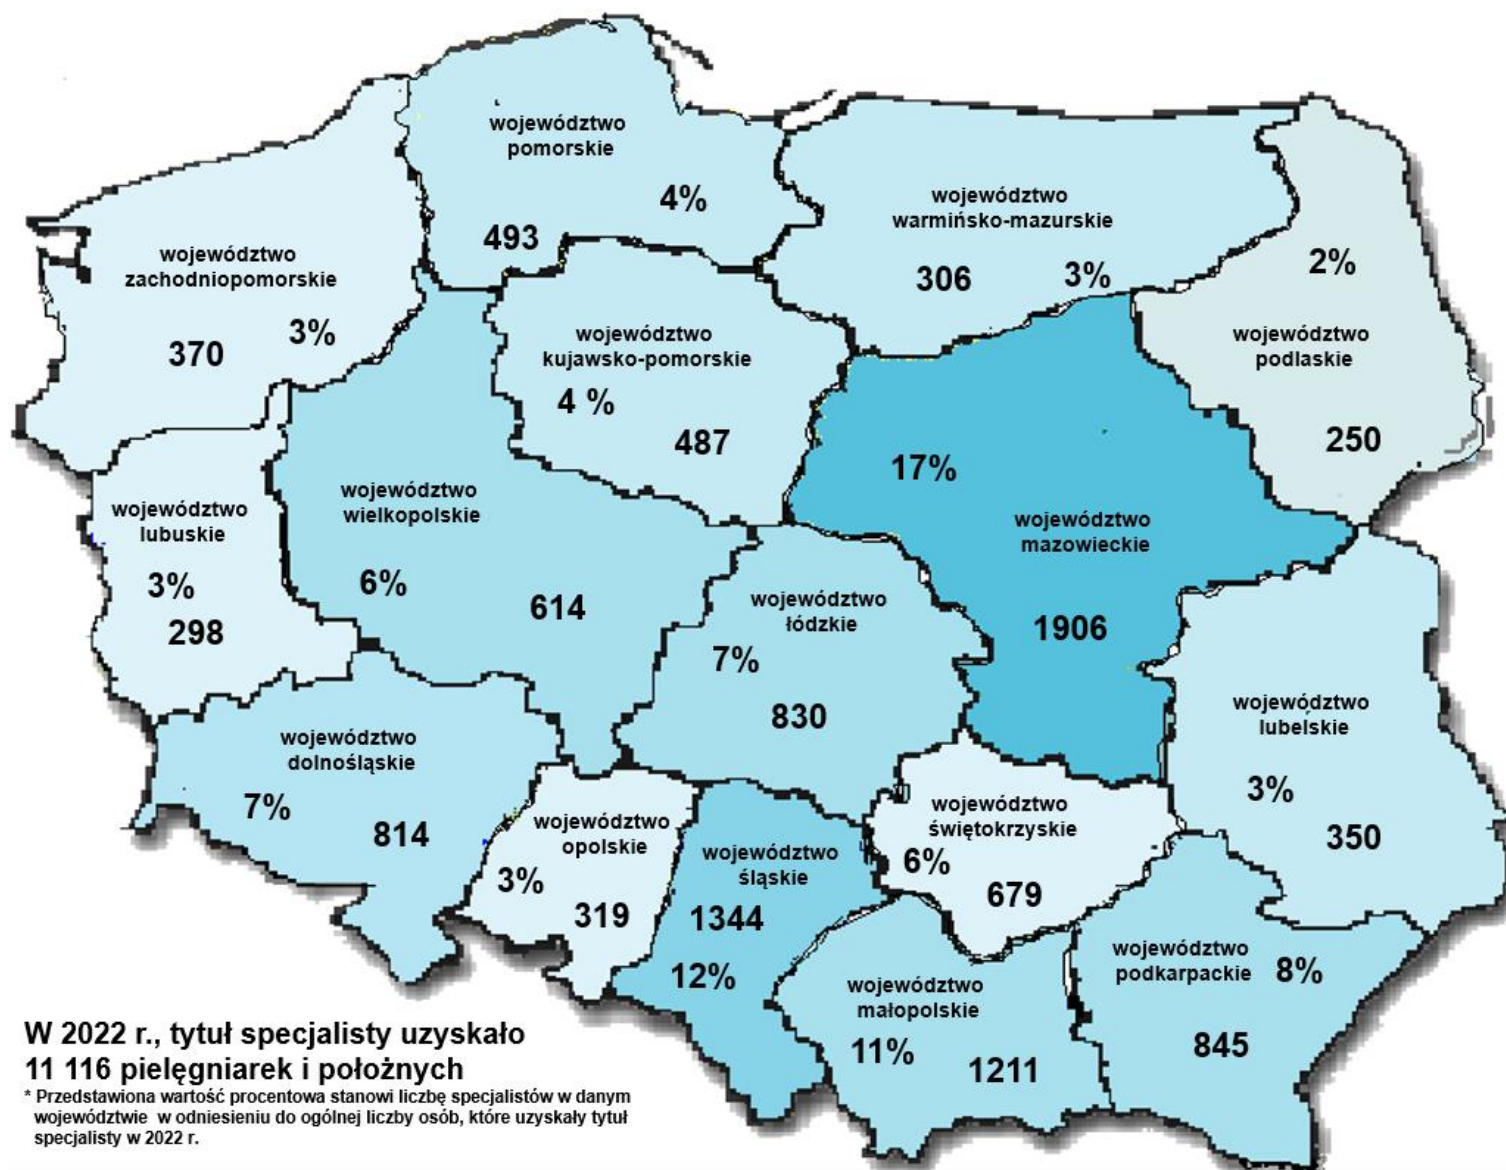 województwo
pomorskie
4%
493
województwo
warmińsko-mazurskie
306
3%
2%
województwo
podlaskie
250
województwo
zachodniopomorskie
370
3%
województwo
kujawsko-pomorskie
4 %
487
17%
województwo
mazowieckie
1906
województwo
wielkopolskie
6%
614
województwo
lubuskie
3%
298
województwo
łódzkie
7%
830
województwo
lubelskie
3%
350
województwo
dolnośląskie
7%
814
województwo
opolskie
3%
319
województwo
śląskie
1344
12%
województwo
świętokrzyskie
6%
679
województwo
małopolskie
11%
1211
województwo
podkarpackie
8%
845
W 2022 r., tytuł specjalisty uzyskało
11 116 pielęgniarek i położnych
* Przedstawiona wartość procentowa stanowi liczbę specjalistów w danym
województwie w odniesieniu do ogólnej liczby osób, które uzyskały tytuł
specjalisty w 2022 r.